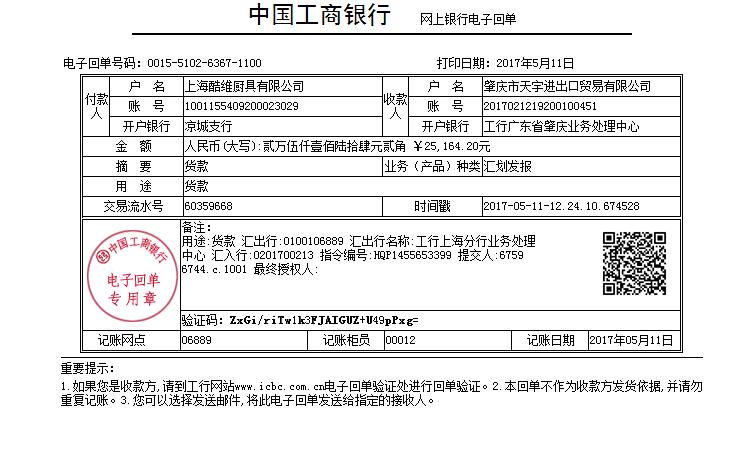 中国工商银行 网上银行电子回单
电子回单号码：0015-5102-6367-1100 打印日期：2017年5月11日
付款人 户 名 上海酷维厨具有限公司 收款人 户 名 肇庆市天宇进出口贸易有限公司
账 号 1001155409200023029 账 号 2017021219200100451
开户银行 凉城支行 开户银行 工行广东省肇庆业务处理中心
金 额 人民币(大写):贰万伍仟壹佰陆拾肆元贰角 ￥25,164.20元
摘 要 货款 业务（产品）种类 汇划发报
用 途 货款
交易流水号 60359668 时间戳 2017-05-11-12.24.10.674528
中国工商银行
电子回单
专用章
备注：
用途:货款 汇出行:0100106889 汇出行名称:工行上海分行业务处理
中心 汇入行:0201700213 指令编号:HQP1455653399 提交人:6759
6744.c.1001 最终授权人:
验证码：ZxGi/riTwlk3FJAIGUZ+U49pPxg=
记账网点 06889 记账柜员 00012 记账日期 2017年05月11日
重要提示：
1.如果您是收款方,请到工行网站www.icbc.com.cn电子回单验证处进行回单验证。2.本回单不作为收款方发货依据,并请勿
重复记账。3.您可以选择发送邮件,将此电子回单发送给指定的接收人。